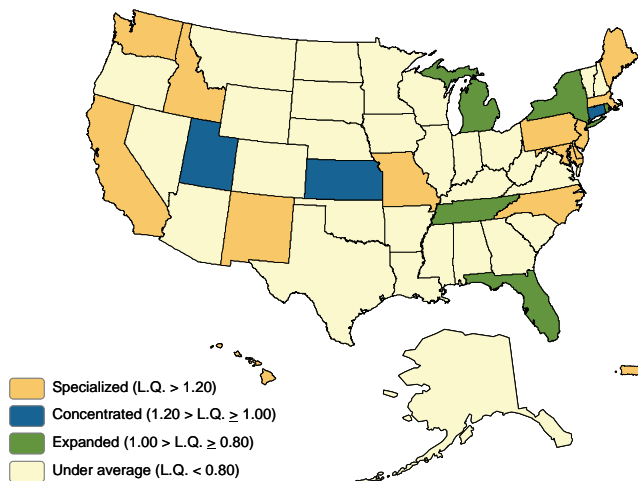 Specialized (L.Q. > 1.20)
Concentrated (1.20 > L.Q. ≥ 1.00)
Expanded (1.00 > L.Q. ≥ 0.80)
Under average (L.Q. < 0.80)